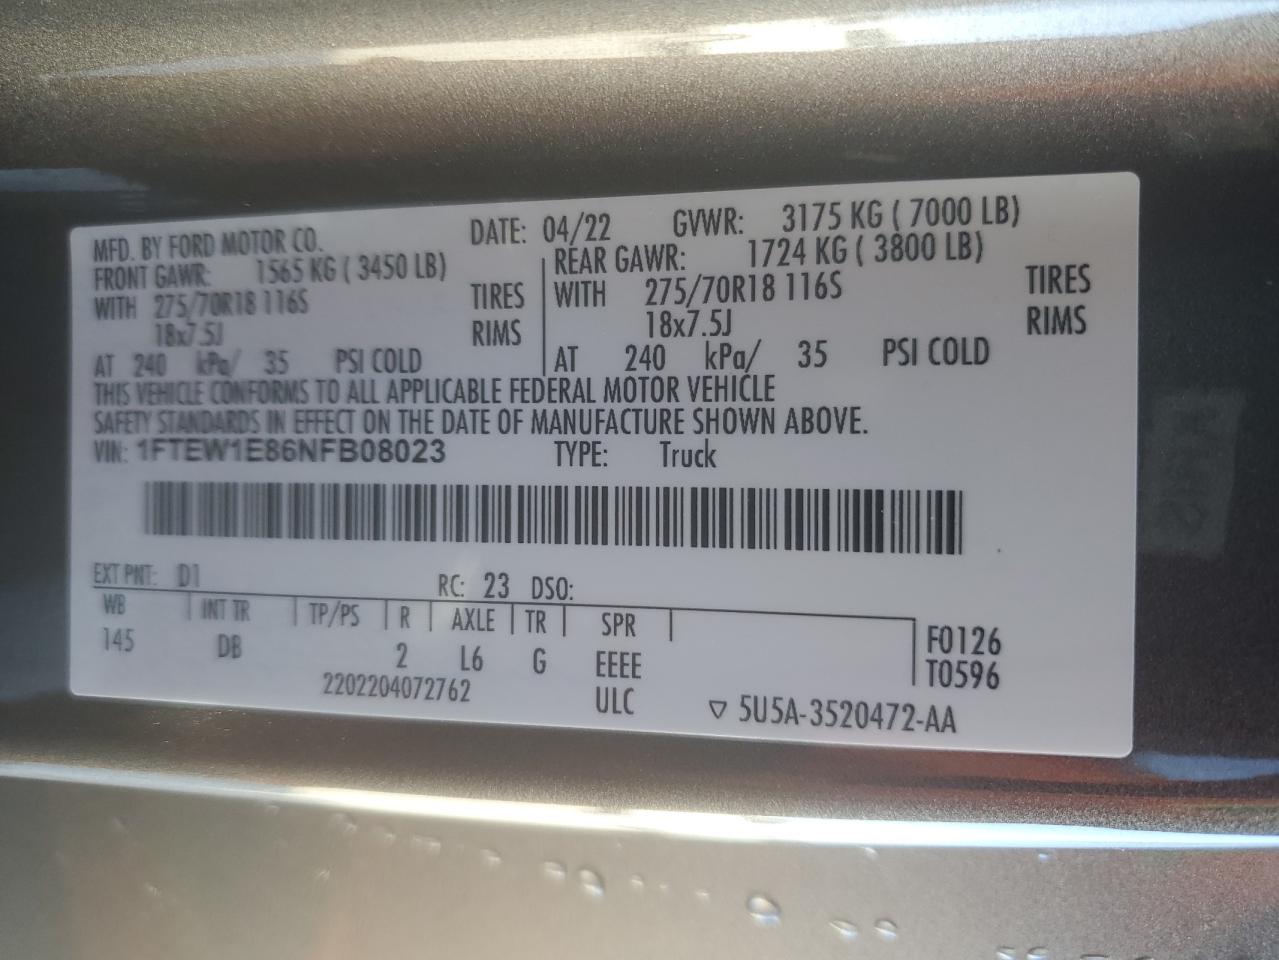 MFD. BY FORD MOTOR CO. DATE: 04/22 GVWR: 3175 KG ( 7000 LB)
FRONT GAWR: 1565 KG ( 3450 LB) REAR GAWR: 1724 KG ( 3800 LB)
WITH 275/70R18 116S TIRES WITH 275/70R18 116S TIRES
18x7.5J RIMS 18x7.5J RIMS
AT 240 kPa/ 35 PSI COLD AT 240 kPa/ 35 PSI COLD
THIS VEHICLE CONFORMS TO ALL APPLICABLE FEDERAL MOTOR VEHICLE
SAFETY STANDARDS IN EFFECT ON THE DATE OF MANUFACTURE SHOWN ABOVE.
VIN: 1FTEW1E86NFB08023 TYPE: Truck
EXT PNT: D1 RC: 23 DSO:
WB INT TR TP/PS R AXLE TR SPR F0126
145 DB 2 L6 G EEEE T0596
2202204072762 ULC ▽ 5U5A-3520472-AA